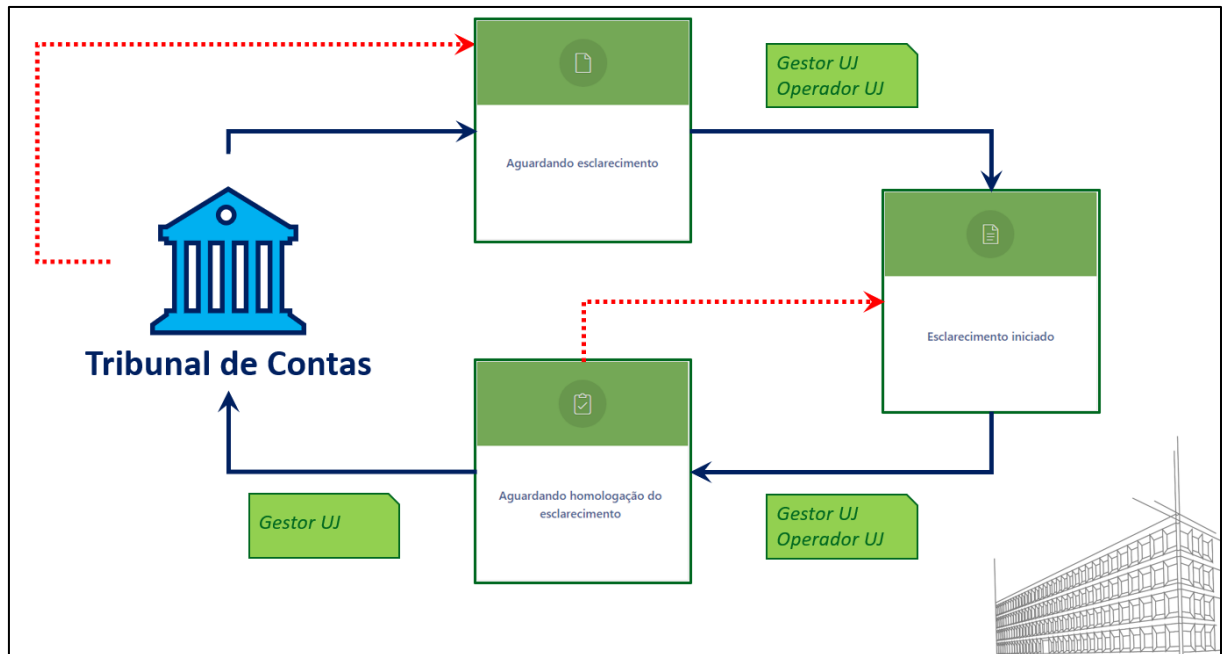 Gestor UJ
Operador UJ
Aguardando esclarecimento
Esclarecimento iniciado
Tribunal de Contas
Aguardando homologação do
esclarecimento
Gestor UJ
Gestor UJ
Operador UJ